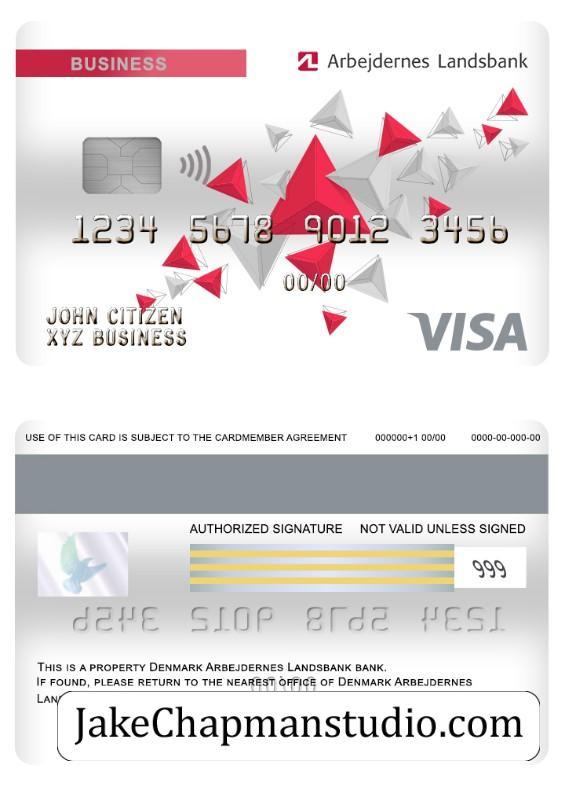 BUSINESS
Arbejdernes Landsbank
1234 5678 9012 3456
00/00
JOHN CITIZEN
XYZ BUSINESS
VISA
USE OF THIS CARD IS SUBJECT TO THE CARDMEMBER AGREEMENT 000000+1 00/00 0000-00-000-00
AUTHORIZED SIGNATURE NOT VALID UNLESS SIGNED
999
1234 5678 9012 3456
THIS IS A PROPERTY DENMARK ARBEJDERNES LANDSBANK BANK.
00/00
IF FOUND, PLEASE RETURN TO THE NEAREST OFFICE OF DENMARK ARBEJDERNES
JakeChapmanstudio.com